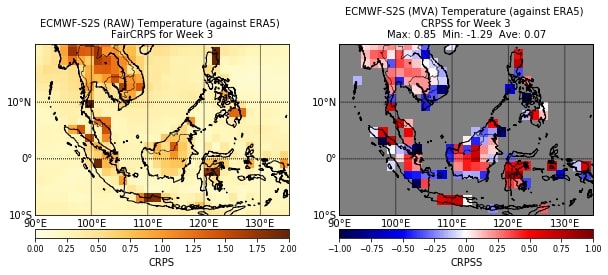 ECMWF-S2S (RAW) Temperature (against ERA5)
FairCRPS for Week 3
10°N
0°
10°S
90°E 100°E 110°E 120°E 130°E
0.00 0.25 0.50 0.75 1.00 1.25 1.50 1.75 2.00
CRPS
ECMWF-S2S (MVA) Temperature (against ERA5)
CRPSS for Week 3
Max: 0.85 Min: -1.29 Ave: 0.07
10°N
0°
10°S
90°E 100°E 110°E 120°E 130°E
−1.00 −0.75 −0.50 −0.25 0.00 0.25 0.50 0.75 1.00
CRPSS